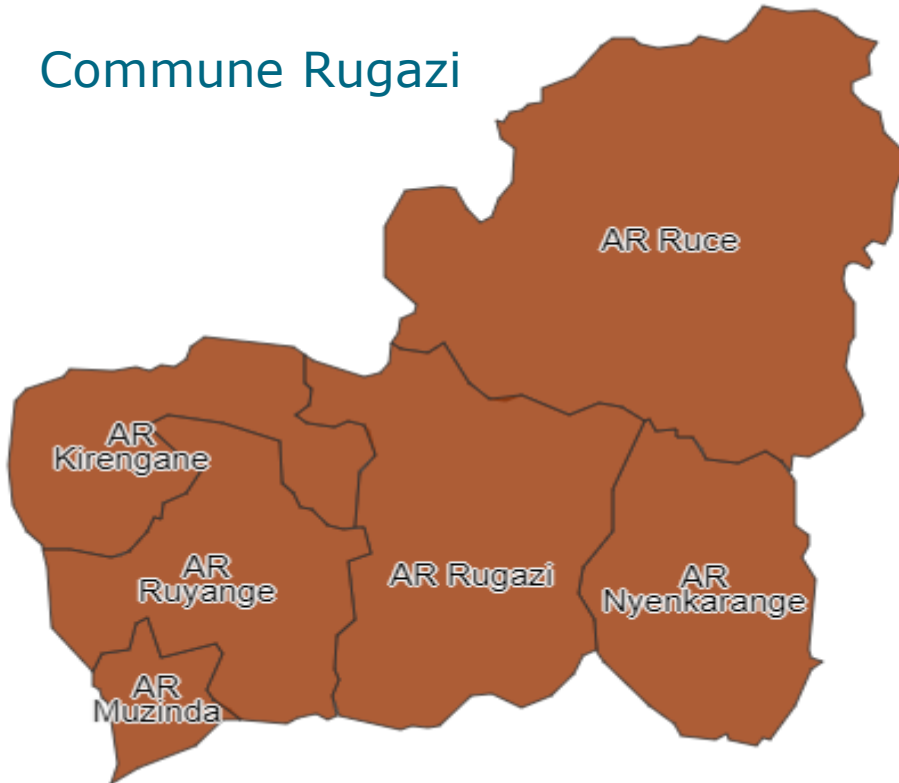 Commune Rugazi
AR Ruce
AR
Kirengane
AR
Ruyange
AR Rugazi
AR
Nyenkarange
AR
Muzinda